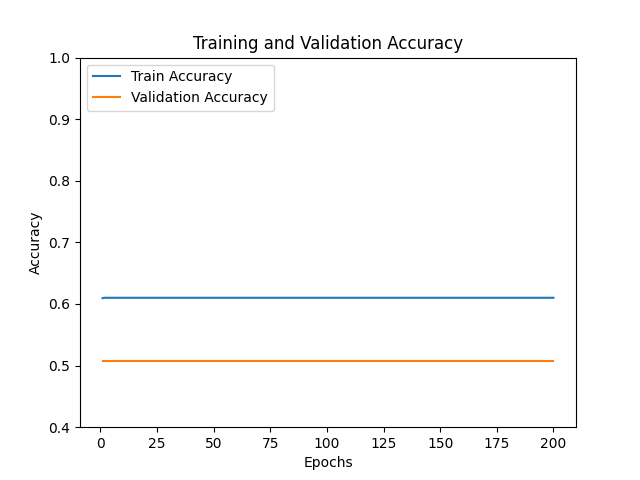 Training and Validation Accuracy
Train Accuracy
Validation Accuracy
Accuracy
1.0
0.9
0.8
0.7
0.6
0.5
0.4
0 25 50 75 100 125 150 175 200
Epochs